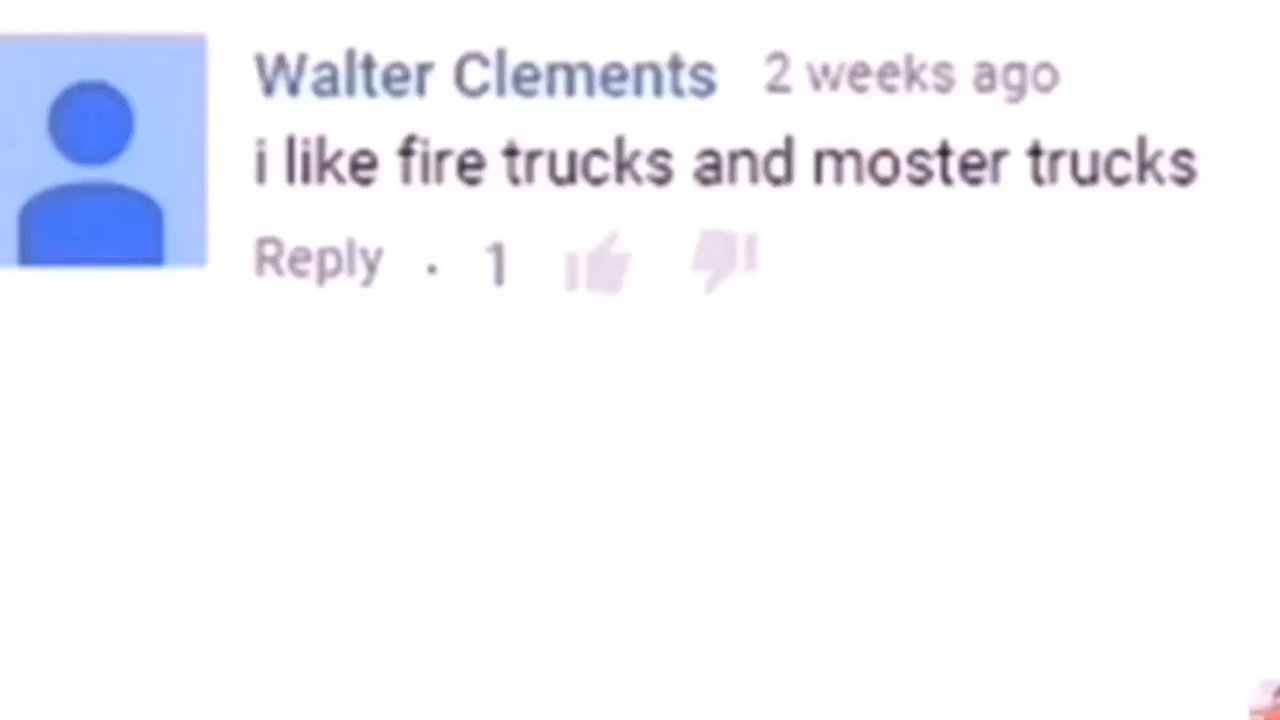 Walter Clements 2 weeks ago
i like fire trucks and moster trucks
Reply · 1